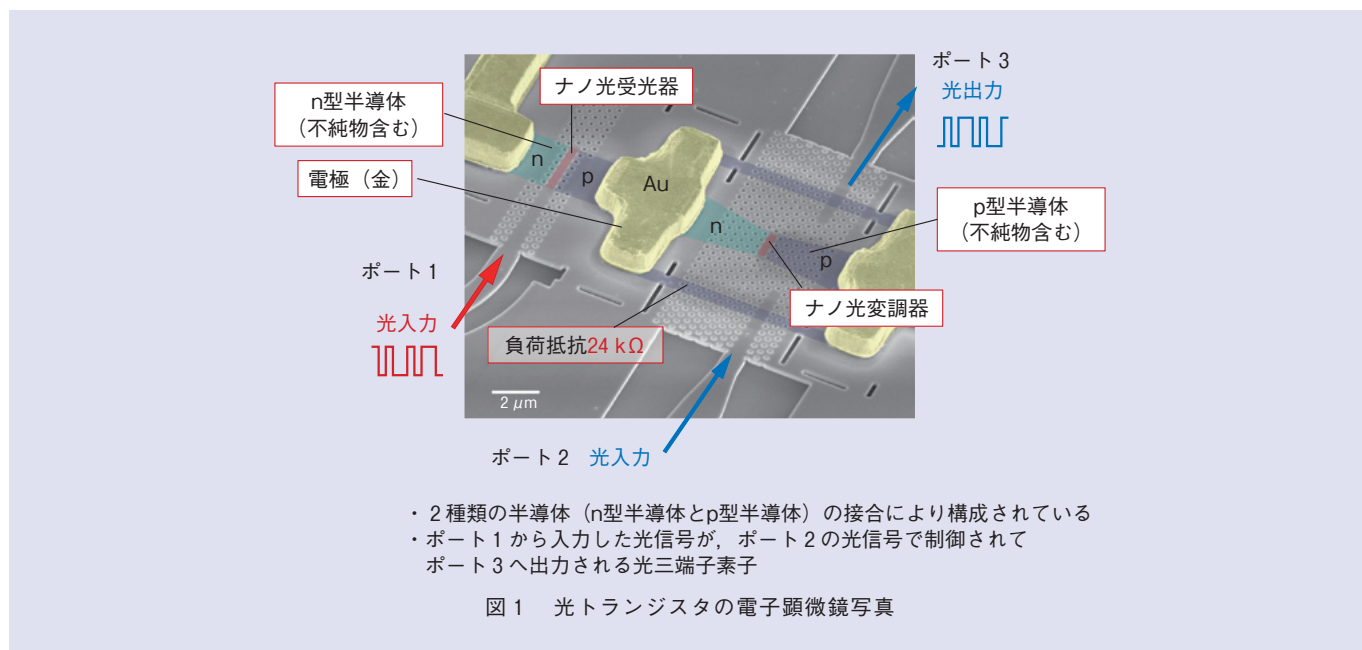 ポート3
光出力
ナノ光受光器
n型半導体
（不純物含む）
電極（金）
n
p
Au
n
p
p型半導体
（不純物含む）
ポート1
光入力
ナノ光変調器
負荷抵抗24 kΩ
2 μm
ポート2 光入力
・2種類の半導体（n型半導体とp型半導体）の接合により構成されている
・ポート1から入力した光信号が，ポート2の光信号で制御されて
ポート3へ出力される光三端子素子
図1 光トランジスタの電子顕微鏡写真